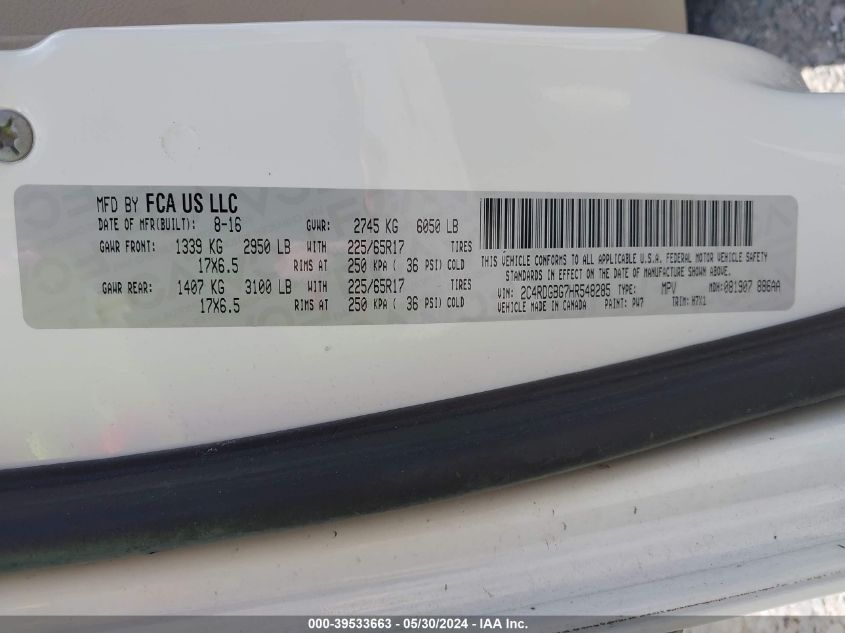 MFD BY FCA US LLC
DATE OF MFR(BUILT): 8-16 GVWR: 2745 KG 6050 LB
GAWR FRONT: 1339 KG 2950 LB WITH 225/65R17 TIRES
17X6.5 RIMS AT 250 KPA ( 36 PSI) COLD
GAWR REAR: 1407 KG 3100 LB WITH 225/65R17 TIRES
17X6.5 RIMS AT 250 KPA ( 36 PSI) COLD
THIS VEHICLE CONFORMS TO ALL APPLICABLE U.S.A. FEDERAL MOTOR VEHICLE SAFETY
STANDARDS IN EFFECT ON THE DATE OF MANUFACTURE SHOWN ABOVE.
VIN: 2C4RDGBG7HR548285 TYPE: MPV MDH: 081907 886AA
VEHICLE MADE IN CANADA PAINT: PW7 TRIM: H7X1
000-39533663 - 05/30/2024 - IAA Inc.